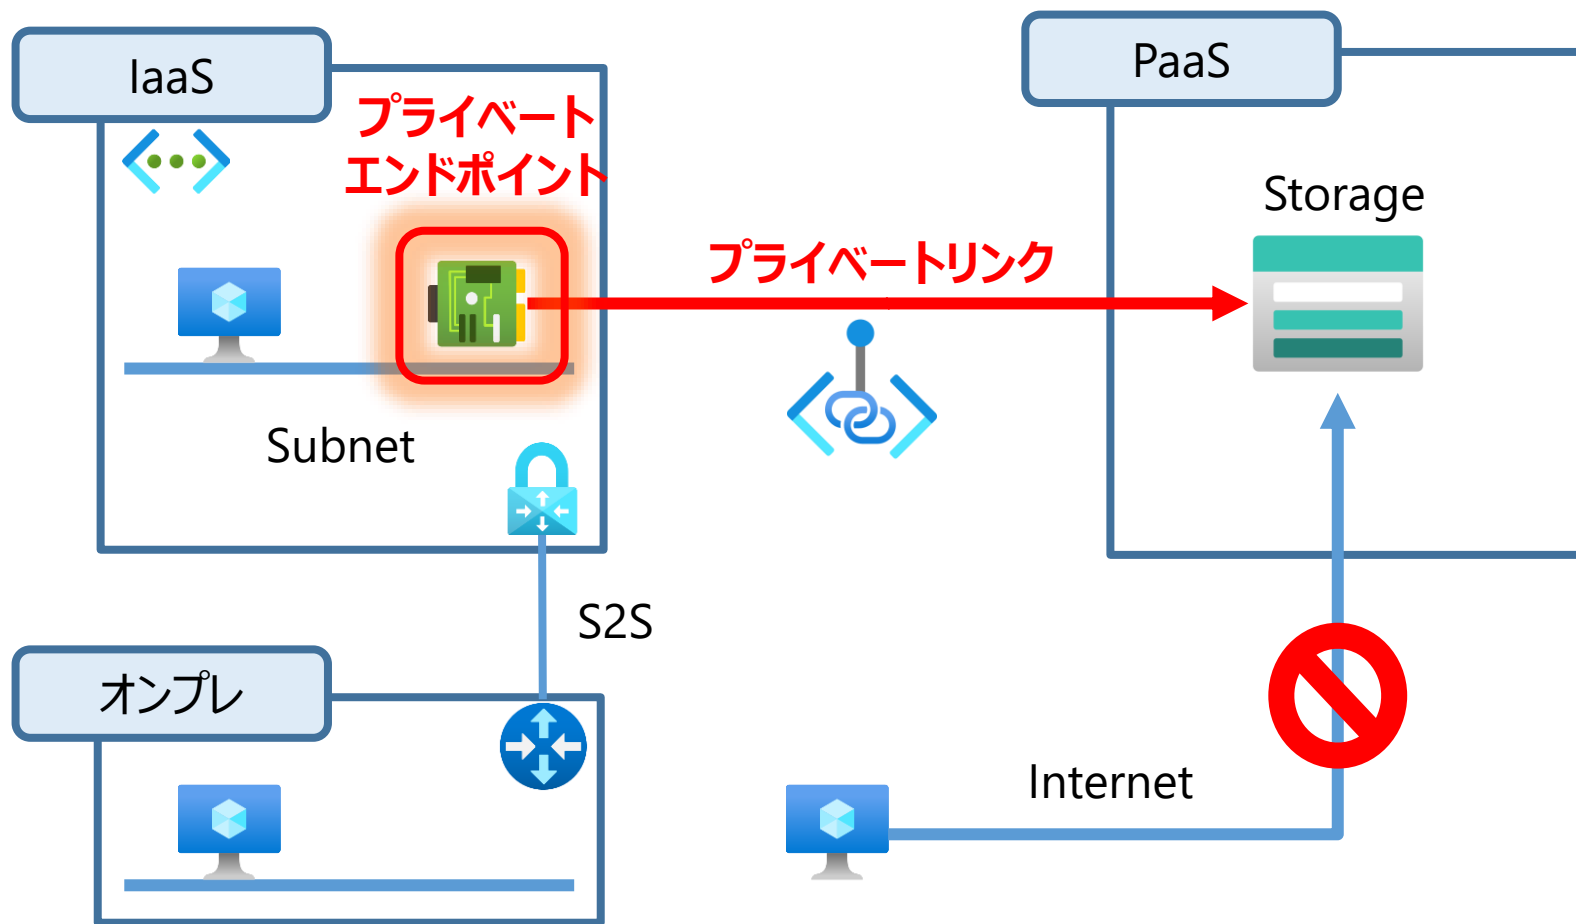 IaaS
PaaS
プライベート
エンドポイント
Storage
プライベートリンク
Subnet
S2S
オンプレ
Internet